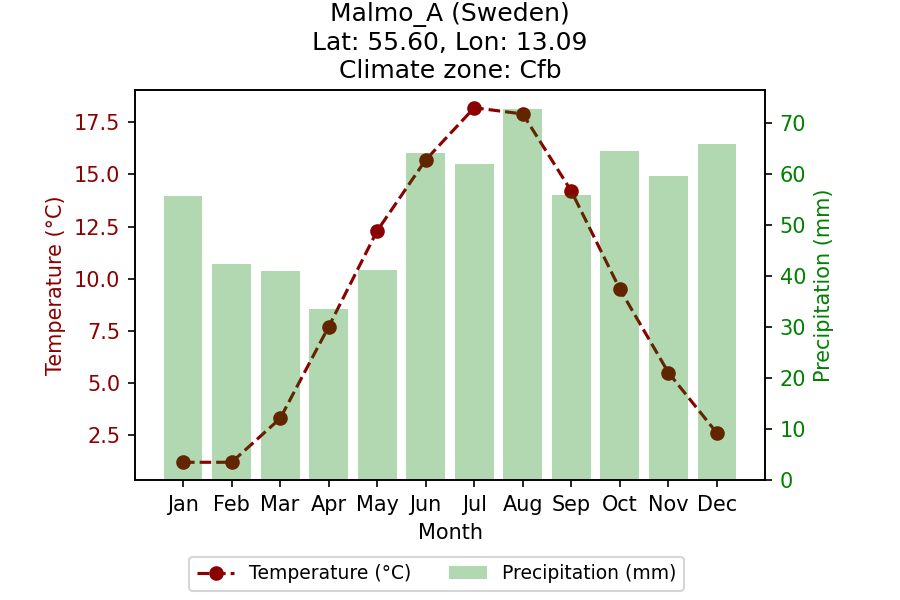 Malmo_A (Sweden)
Lat: 55.60, Lon: 13.09
Climate zone: Cfb
Temperature (°C)
17.5
15.0
12.5
10.0
7.5
5.0
2.5
70
60
50
40
30
20
10
0
Precipitation (mm)
Jan Feb Mar Apr May Jun Jul Aug Sep Oct Nov Dec
Month
Temperature (°C) Precipitation (mm)